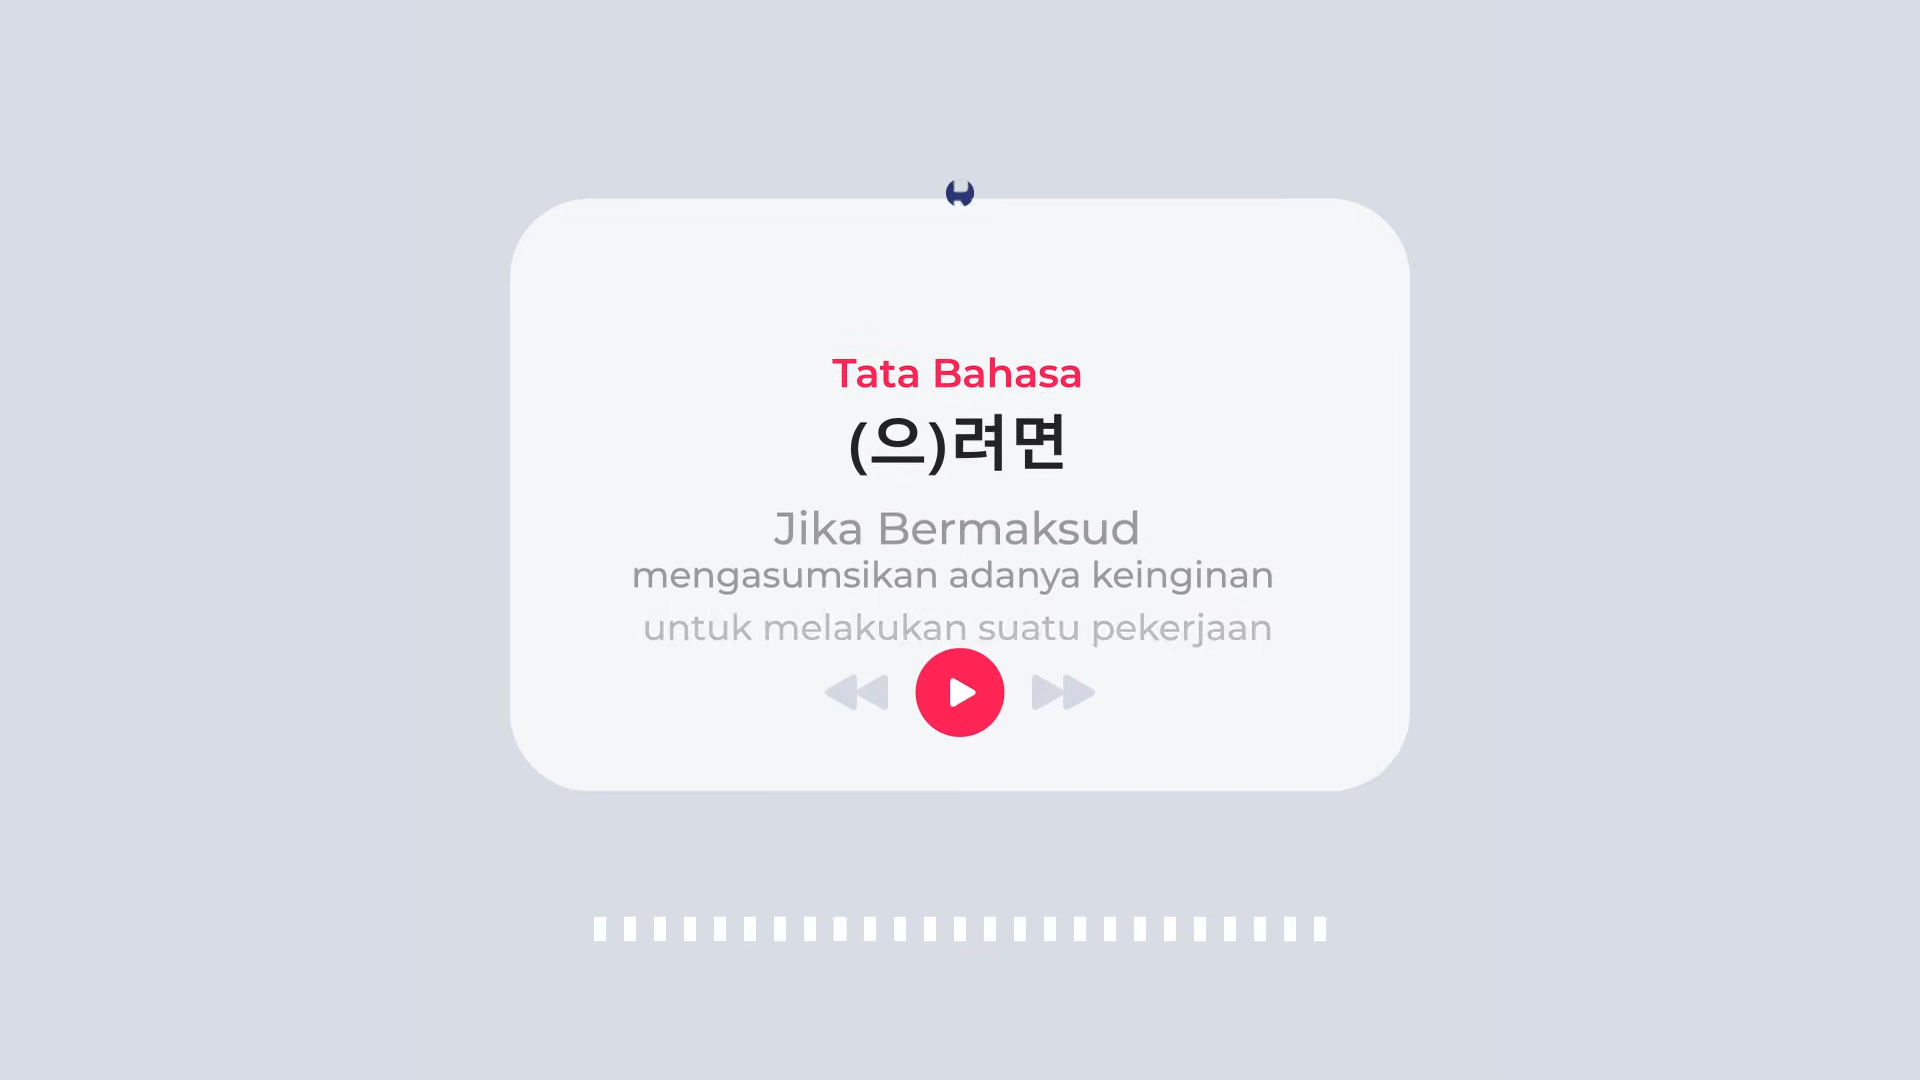 Tata Bahasa
(으)려면
Jika Bermaksud
mengasumsikan adanya keinginan
untuk melakukan suatu pekerjaan